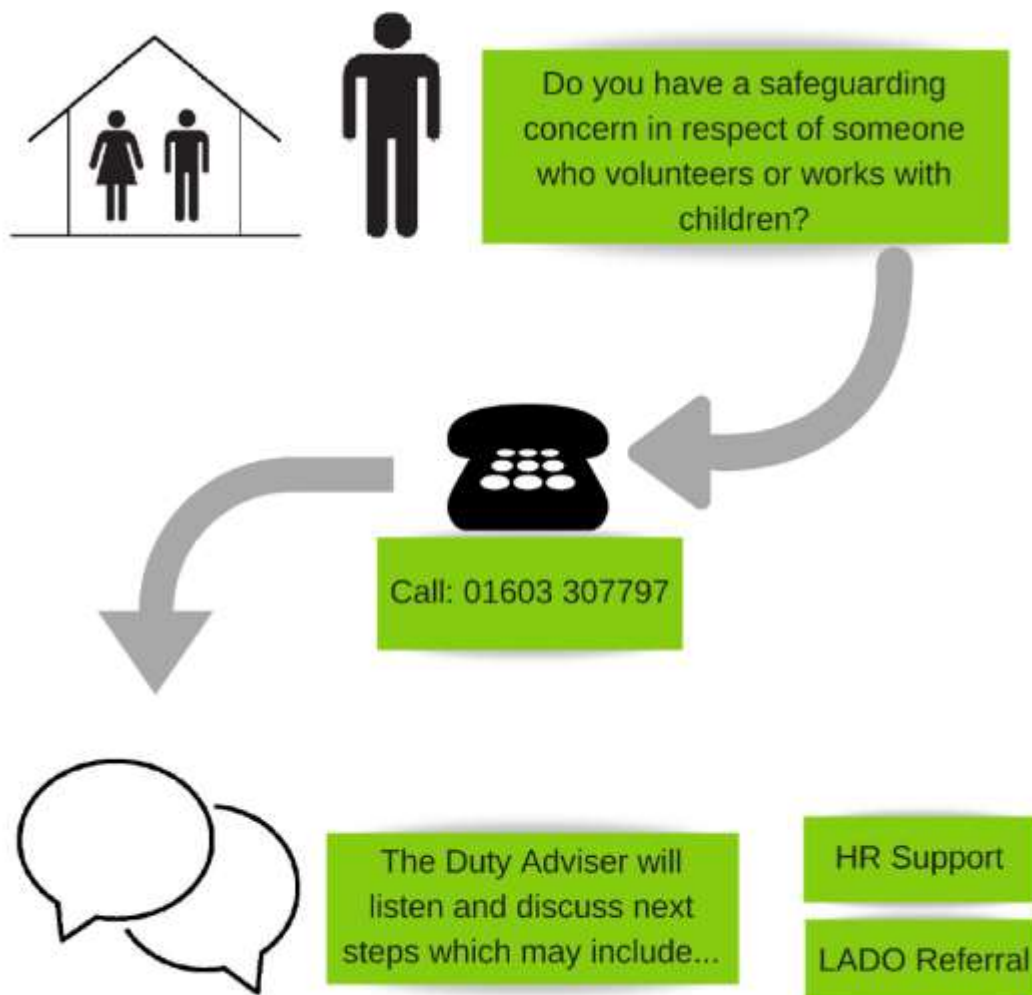 Do you have a safeguarding
concern in respect of someone
who volunteers or works with
children?
Call: 01603 307797
The Duty Adviser will
listen and discuss next
steps which may include...
HR Support
LADO Referral